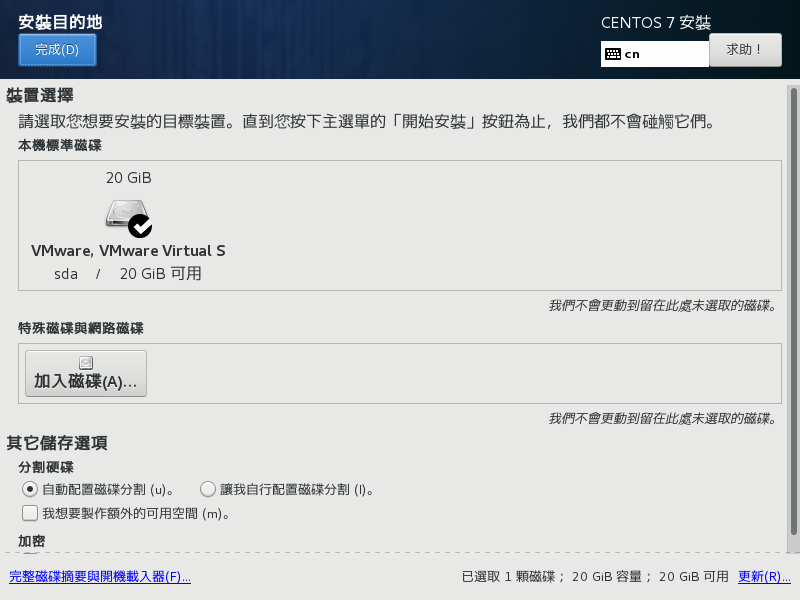 安裝目的地
CENTOS 7 安裝
完成(D)
cn
求助！
裝置選擇
請選取您想要安裝的目標裝置。直到您按下主選單的「開始安裝」按鈕為止，我們都不會碰觸它們。
本機標準磁碟
20 GiB
VMware, VMware Virtual S
sda / 20 GiB 可用
我們不會更動到留在此處未選取的磁碟。
特殊磁碟與網路磁碟
加入磁碟(A)...
我們不會更動到留在此處未選取的磁碟。
其它儲存選項
分割硬碟
自動配置磁碟分割 (u)。 讓我自行配置磁碟分割 (I)。
我想要製作額外的可用空間 (m)。
加密
完整磁碟摘要與開機載入器(F)... 已選取 1 顆磁碟； 20 GiB 容量； 20 GiB 可用 更新(R)...